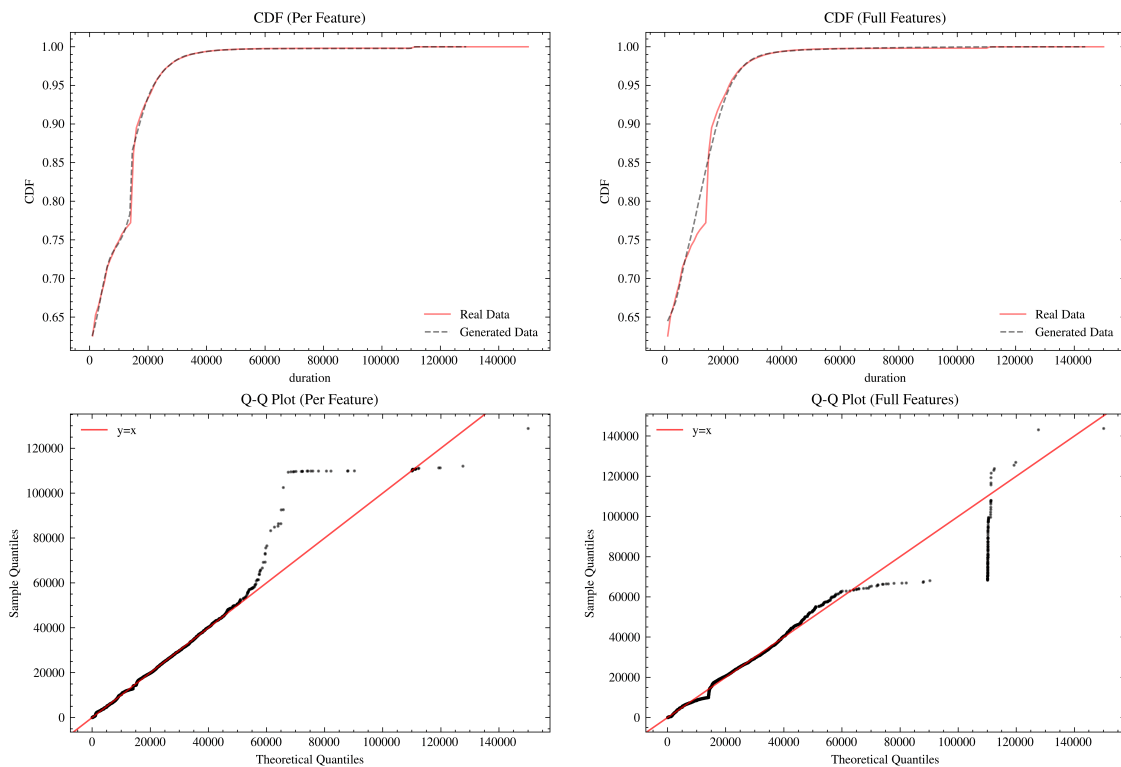 CDF (Per Feature)
1.00
0.95
0.90
0.85
0.80
0.75
0.70
0.65
CDF
Real Data
Generated Data
0 20000 40000 60000 80000 100000 120000 140000
duration
CDF (Full Features)
1.00
0.95
0.90
0.85
0.80
0.75
0.70
0.65
CDF
Real Data
Generated Data
0 20000 40000 60000 80000 100000 120000 140000
duration
Q-Q Plot (Per Feature)
y=x
120000
100000
80000
60000
40000
20000
0
Sample Quantiles
0 20000 40000 60000 80000 100000 120000 140000
Theoretical Quantiles
Q-Q Plot (Full Features)
y=x
140000
120000
100000
80000
60000
40000
20000
0
Sample Quantiles
0 20000 40000 60000 80000 100000 120000 140000
Theoretical Quantiles